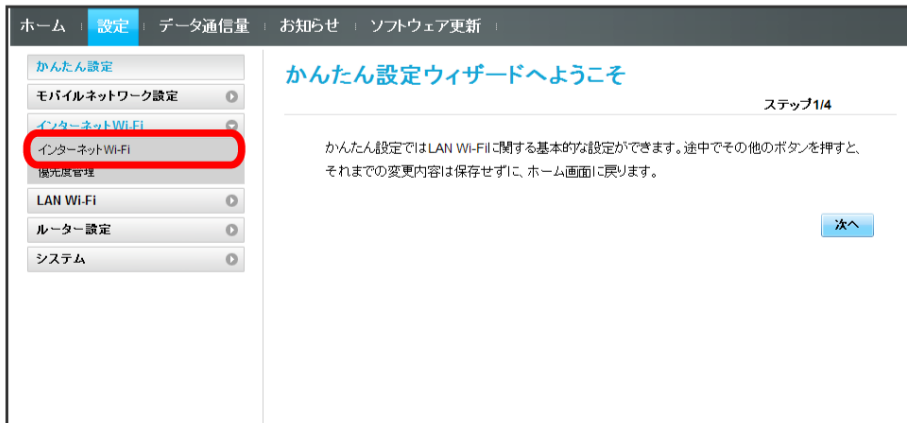 ホーム 設定 データ通信量 お知らせ ソフトウェア更新
かんたん設定
モバイルネットワーク設定
インターネットWi-Fi
インターネットWi-Fi
優先度管理
LAN Wi-Fi
ルーター設定
システム
かんたん設定ウィザードへようこそ
ステップ1/4
かんたん設定ではLAN Wi-Fiに関する基本的な設定ができます。途中でその他のボタンを押すと、
それまでの変更内容は保存せずに、ホーム画面に戻ります。
次へ